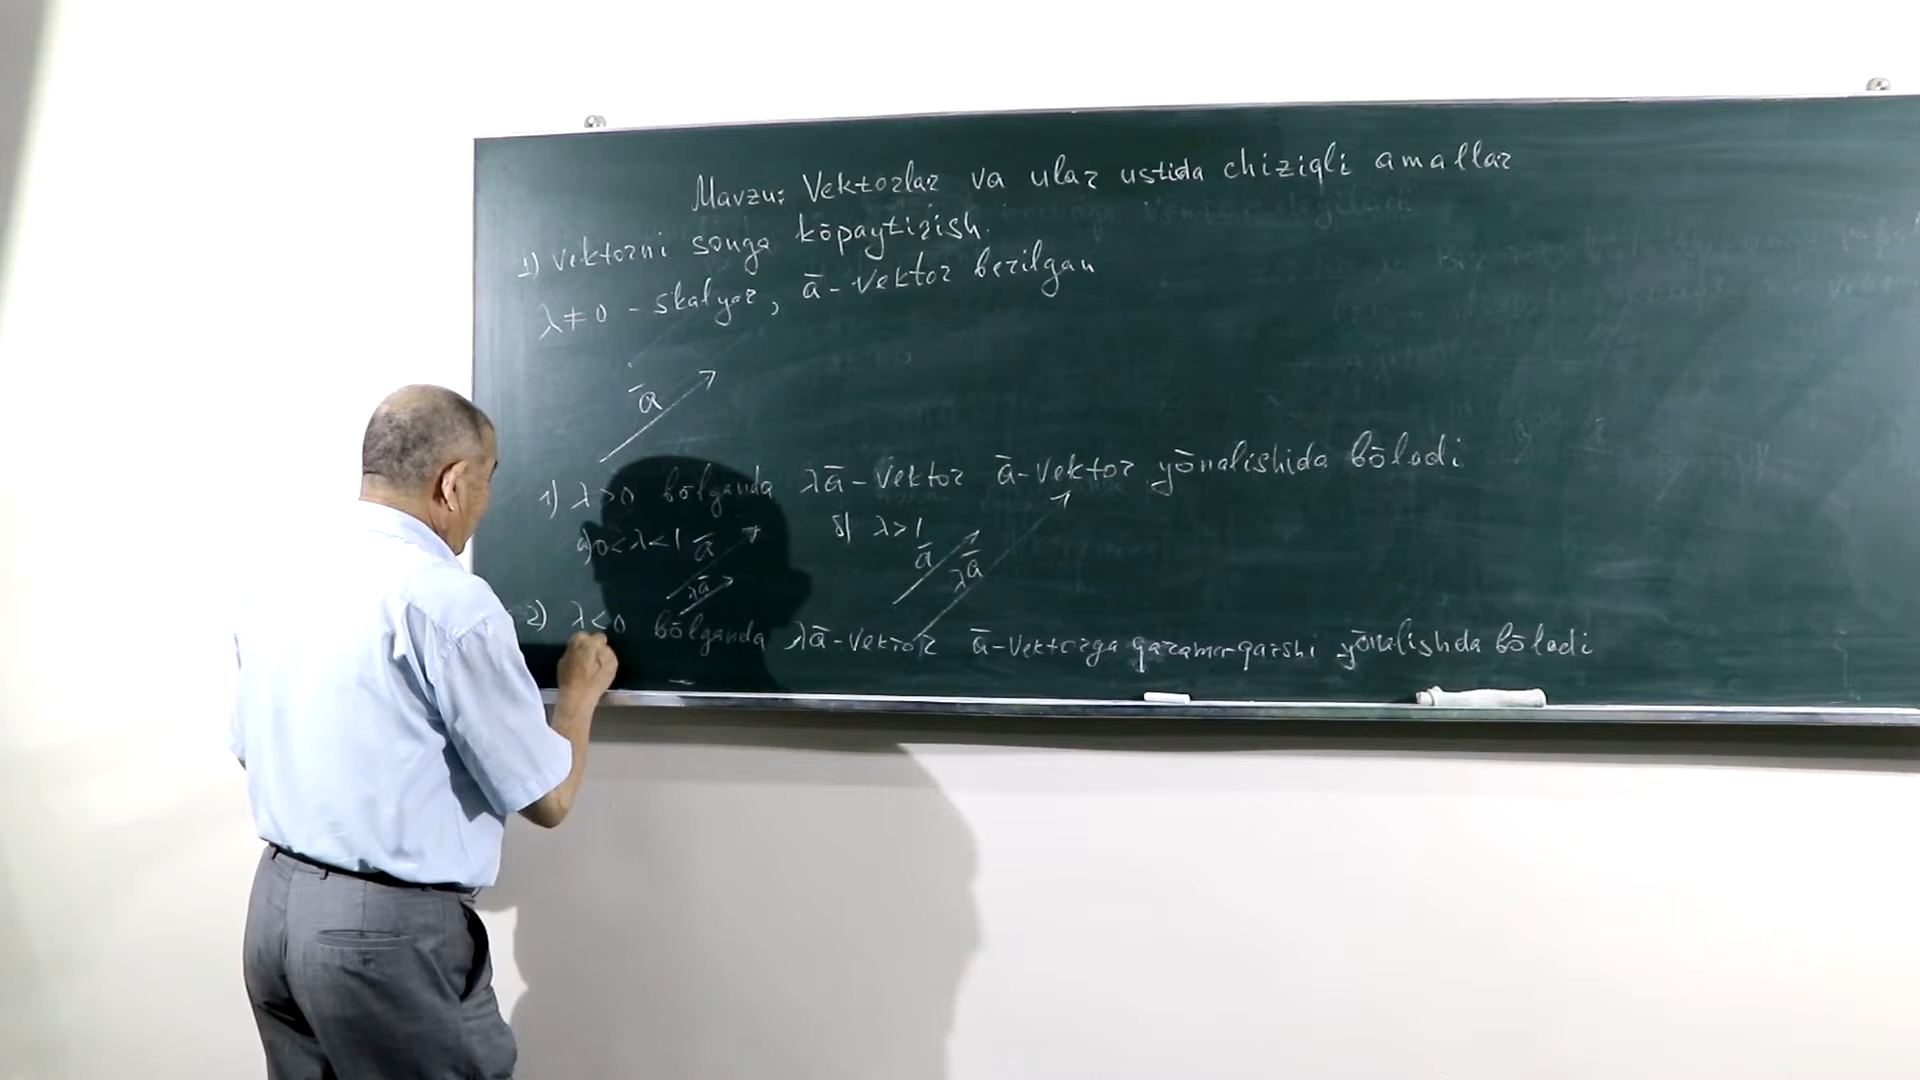 Mavzu: Vektorlar va ular ustida chiziqli amallar
1) Vektorni songa kōpaytirish.
λ≠0 - skalyar, ā - vektor berilgan
ā
1) λ>0 bōlganda λā - vektor ā - vektor yōnalishida bōladi
a) 0<λ<1 ā б) λ>1
ā
λā λā
2) λ<0 bōlganda λā - vektor ā - vektorga qarama-qarshi yōnalishda bōladi